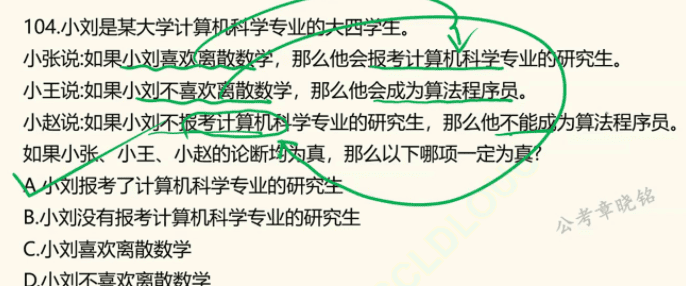 104.小刘是某大学计算机科学专业的大四学生。
小张说:如果小刘喜欢离散数学，那么他会报考计算机科学专业的研究生。
小王说:如果小刘不喜欢离散数学，那么他会成为算法程序员。
小赵说:如果小刘不报考计算机科学专业的研究生，那么他不能成为算法程序员。
如果小张、小王、小赵的论断均为真，那么以下哪项一定为真?
A.小刘报考了计算机科学专业的研究生
B.小刘没有报考计算机科学专业的研究生
公考章晓铭
C.小刘喜欢离散数学
D.小刘不喜欢离散数学